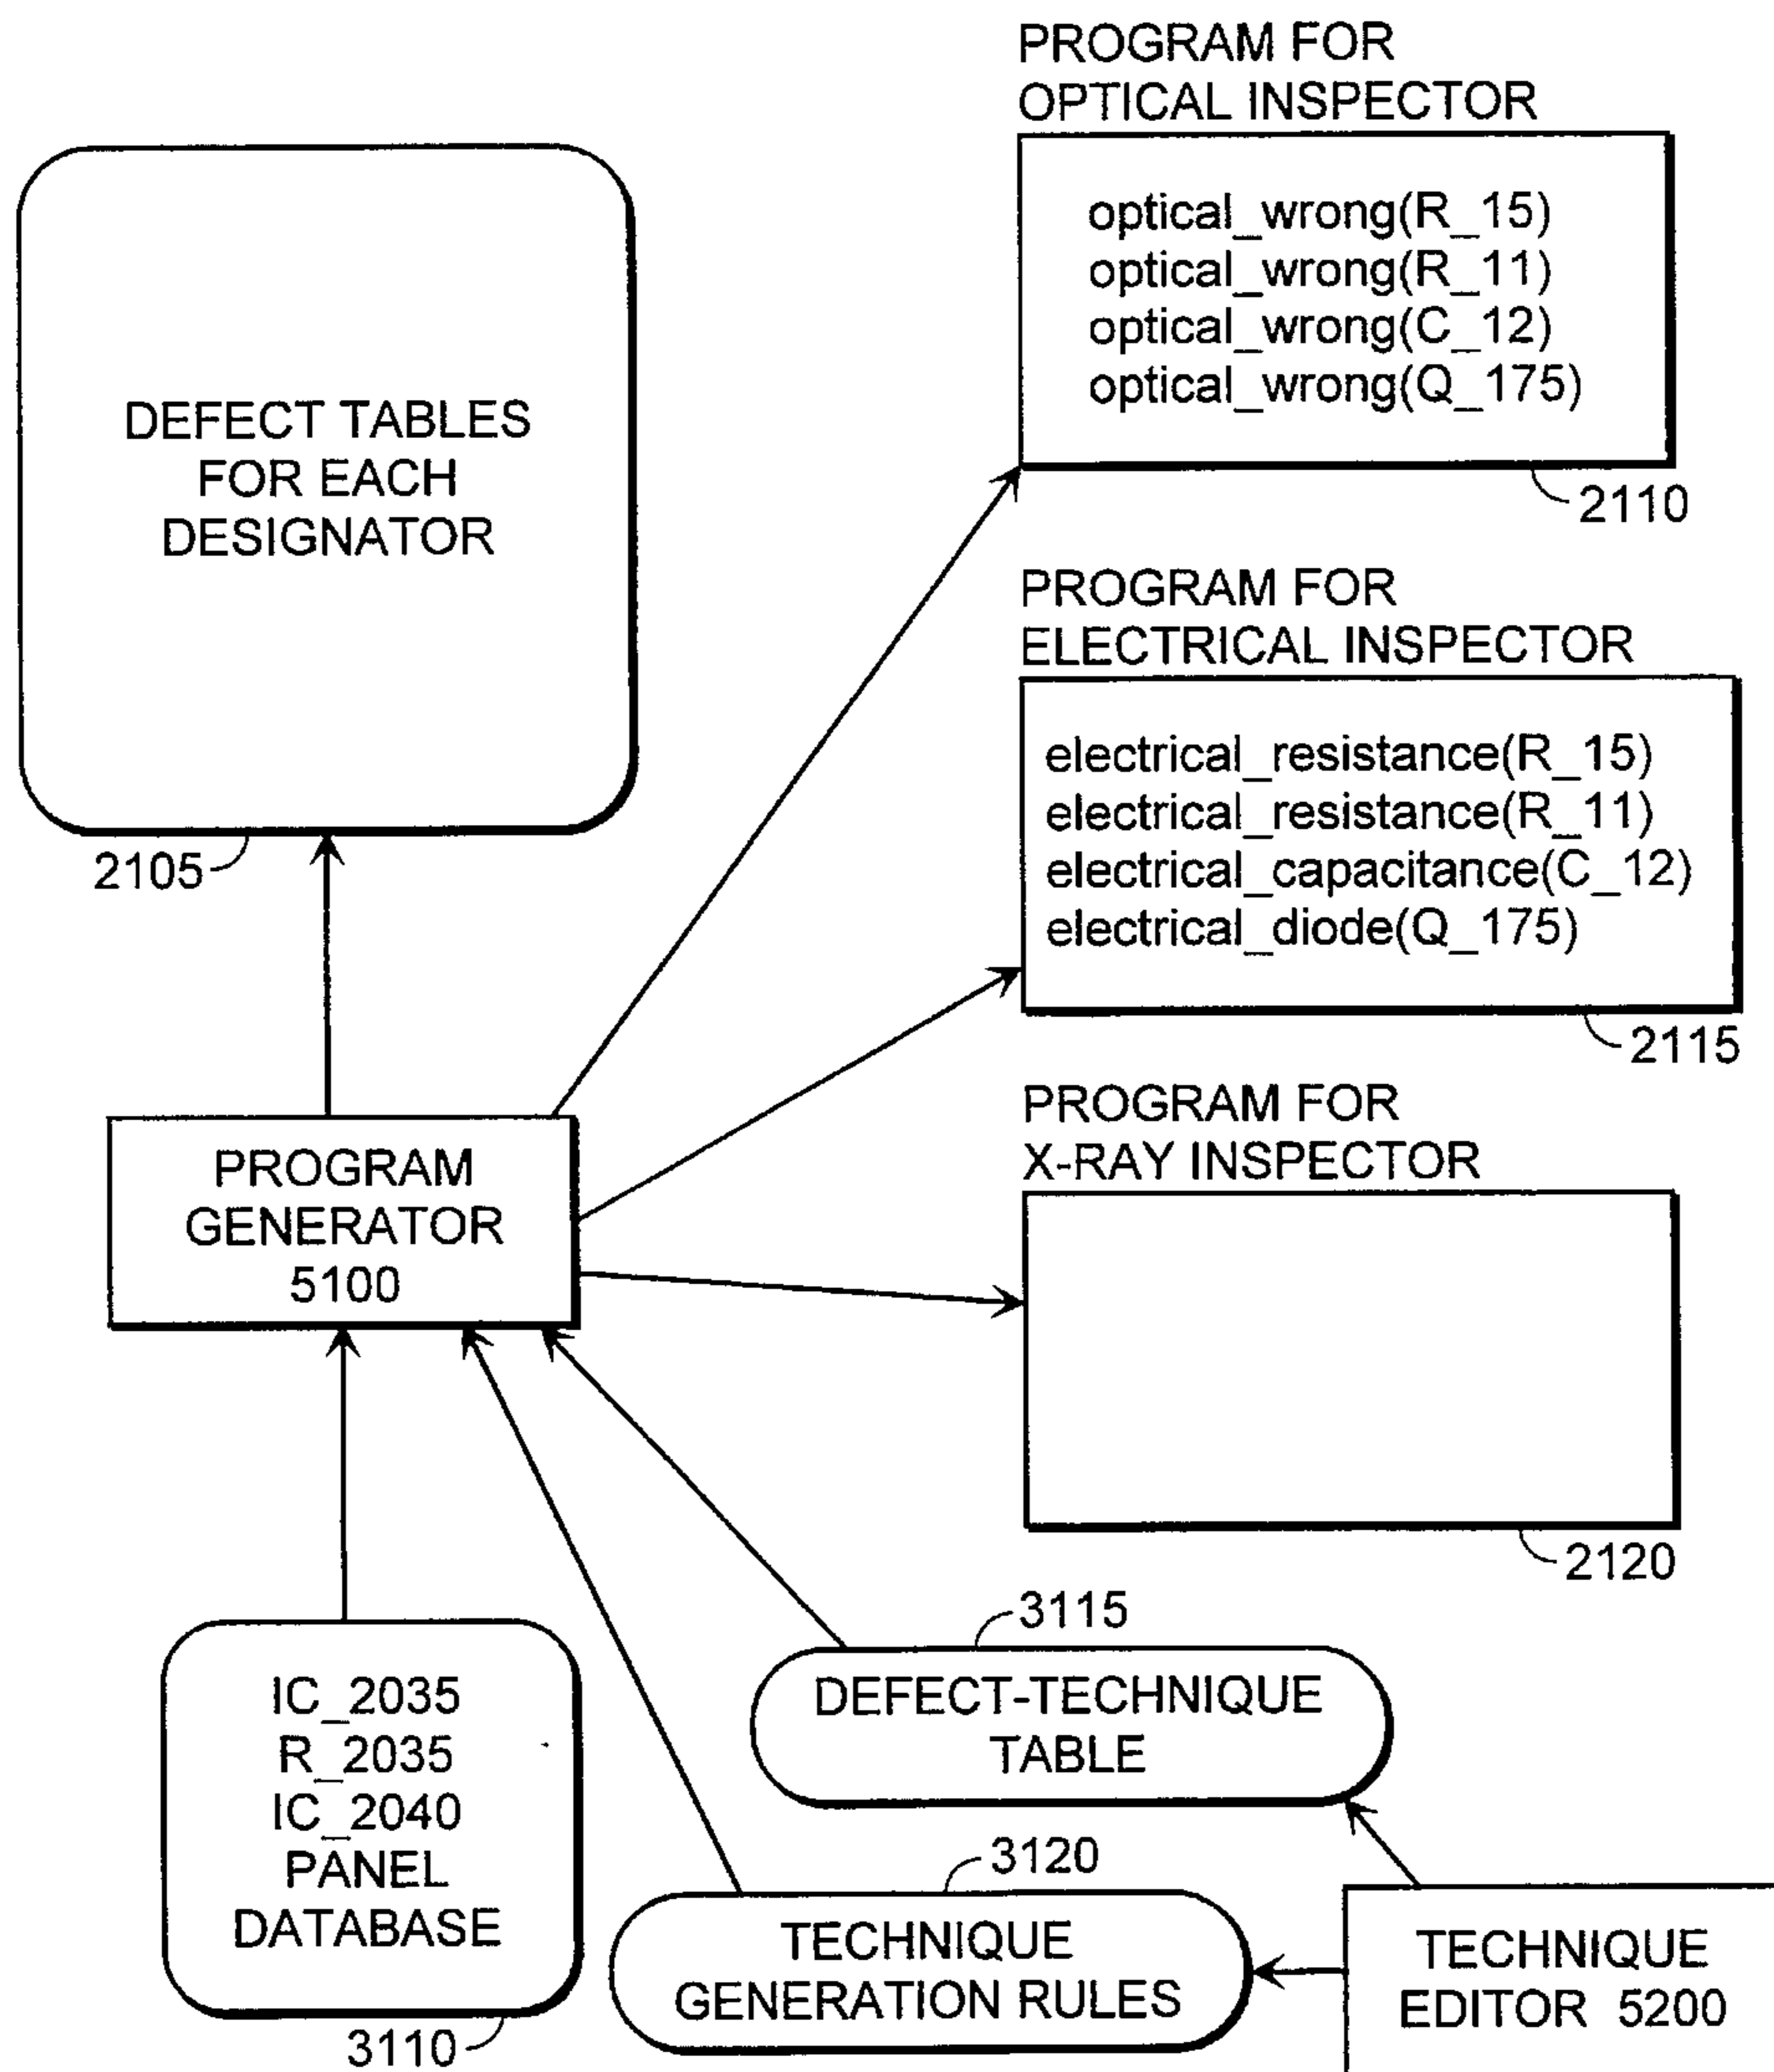 PROGRAM FOR
OPTICAL INSPECTOR
optical_wrong(R_15)
optical_wrong(R_11)
optical_wrong(C_12)
optical_wrong(Q_175)
2110
DEFECT TABLES
FOR EACH
DESIGNATOR
2105
PROGRAM FOR
ELECTRICAL INSPECTOR
electrical_resistance(R_15)
electrical_resistance(R_11)
electrical_capacitance(C_12)
electrical_diode(Q_175)
2115
PROGRAM FOR
X-RAY INSPECTOR
2120
PROGRAM
GENERATOR
5100
IC_2035
R_2035
IC_2040
PANEL
DATABASE
3110
3115
DEFECT-TECHNIQUE
TABLE
3120
TECHNIQUE
GENERATION RULES
TECHNIQUE
EDITOR 5200